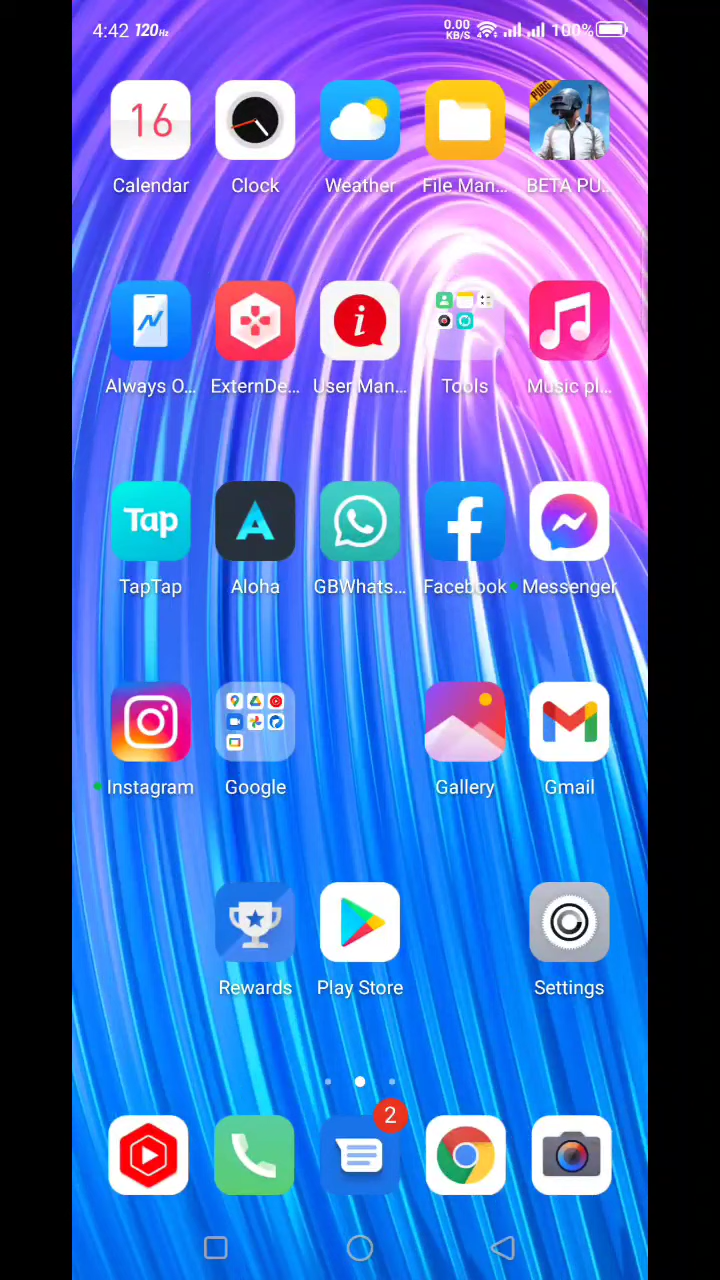 4:42 120Hz 0.00 KB/S 100%
16
PUBG
Calendar Clock Weather File Man... BETA PU...
Always O... ExternDe... User Man... Tools Music pl...
Tap
TapTap Aloha GBWhats... Facebook Messenger
Instagram Google Gallery Gmail
Rewards Play Store Settings
2